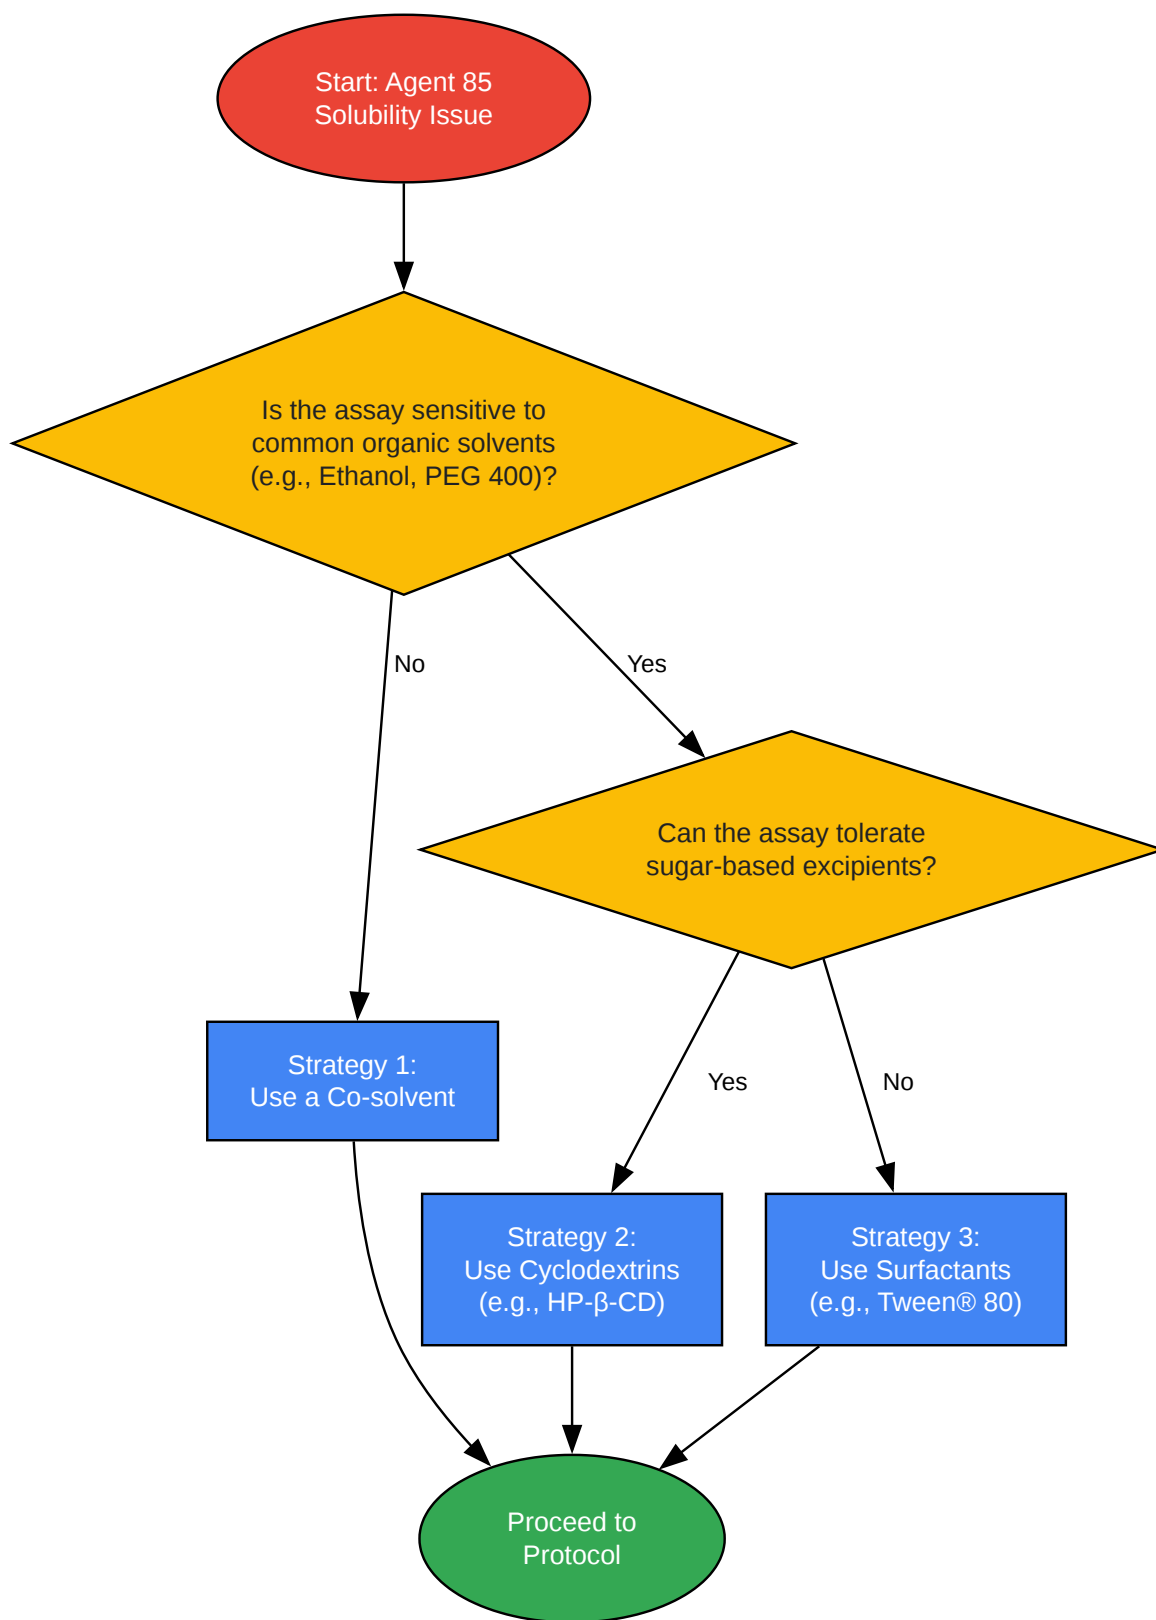 Start: Agent 85
Solubility Issue
Is the assay sensitive to
common organic solvents
(e.g., Ethanol, PEG 400)?
No
Yes
Can the assay tolerate
sugar-based excipients?
Strategy 1:
Use a Co-solvent
Yes
No
Strategy 2:
Use Cyclodextrins
(e.g., HP-β-CD)
Strategy 3:
Use Surfactants
(e.g., Tween® 80)
Proceed to
Protocol